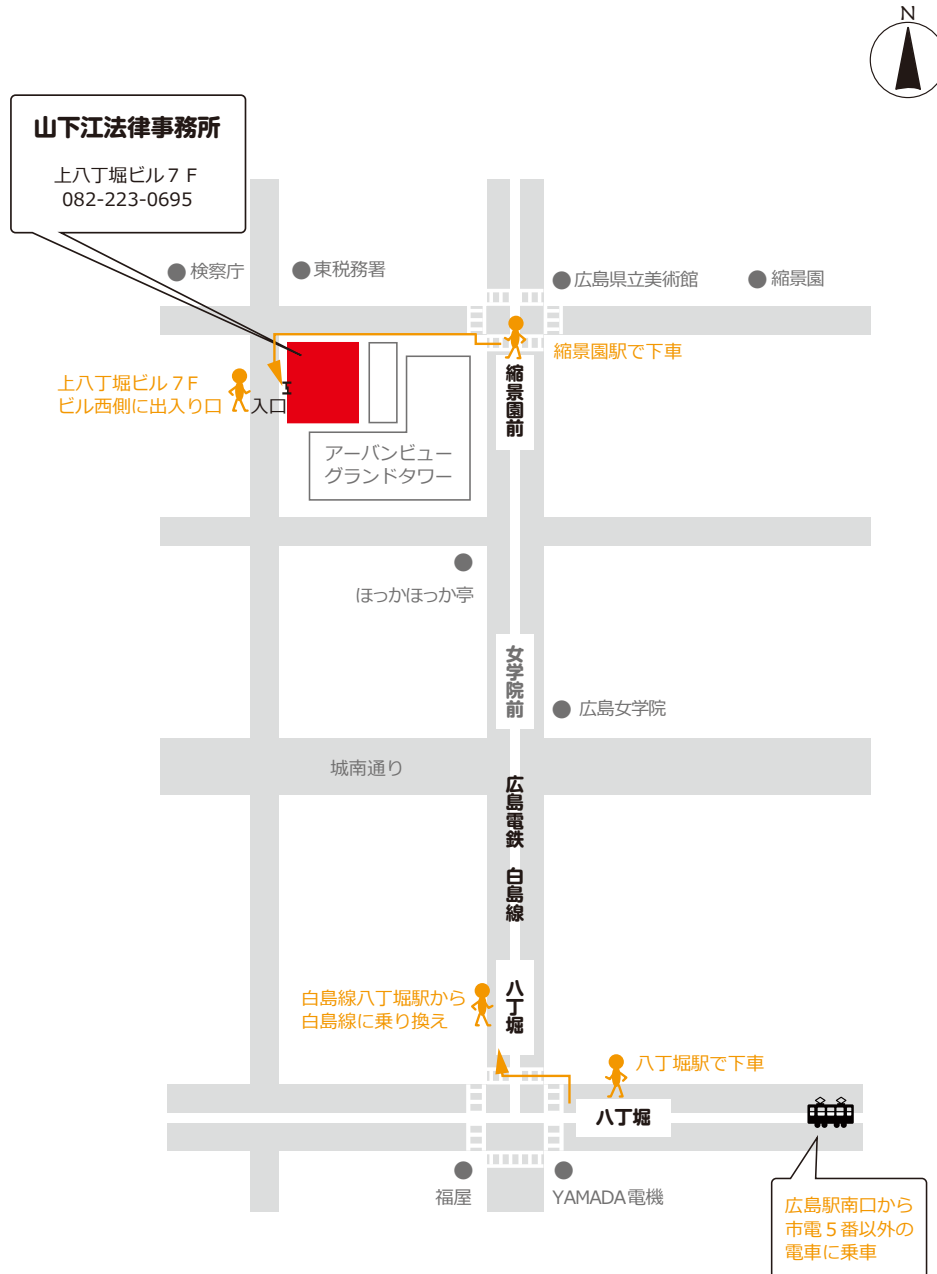 N
山下江法律事務所
上八丁堀ビル7F
082-223-0695
検察庁
東税務署
広島県立美術館
縮景園
縮景園駅で下車
縮景園前
上八丁堀ビル7F
ビル西側に出入り口
入口
アーバンビュー
グランドタワー
ほっかほっか亭
女学院前
広島女学院
城南通り
広島電鉄 白島線
白島線八丁堀駅から
白島線に乗り換え
八丁堀
八丁堀駅で下車
八丁堀
福屋
YAMADA電機
広島駅南口から
市電5番以外の
電車に乗車